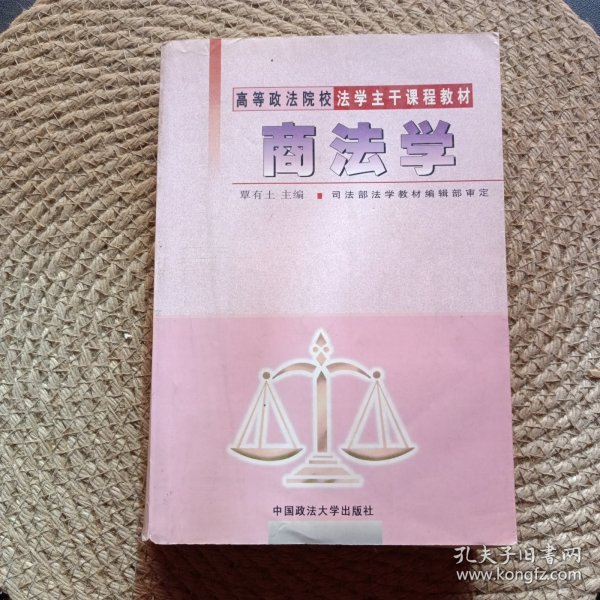 高等政法院校法学主干课程教材
商法学
覃有土 主编 ■ 司法部法学教材编辑部审定
中国政法大学出版社
孔夫子旧书网
www.kongfz.com